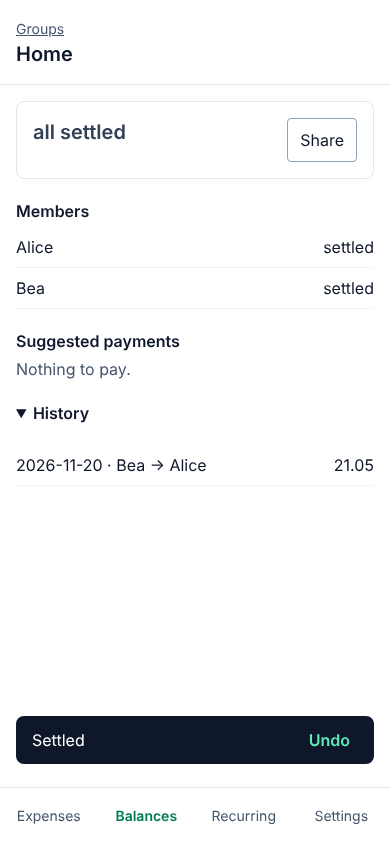 Groups
Home
all settled
Share
Members
Alice settled
Bea settled
Suggested payments
Nothing to pay.
▼ History
2026-11-20 · Bea → Alice 21.05
Settled Undo
Expenses Balances Recurring Settings